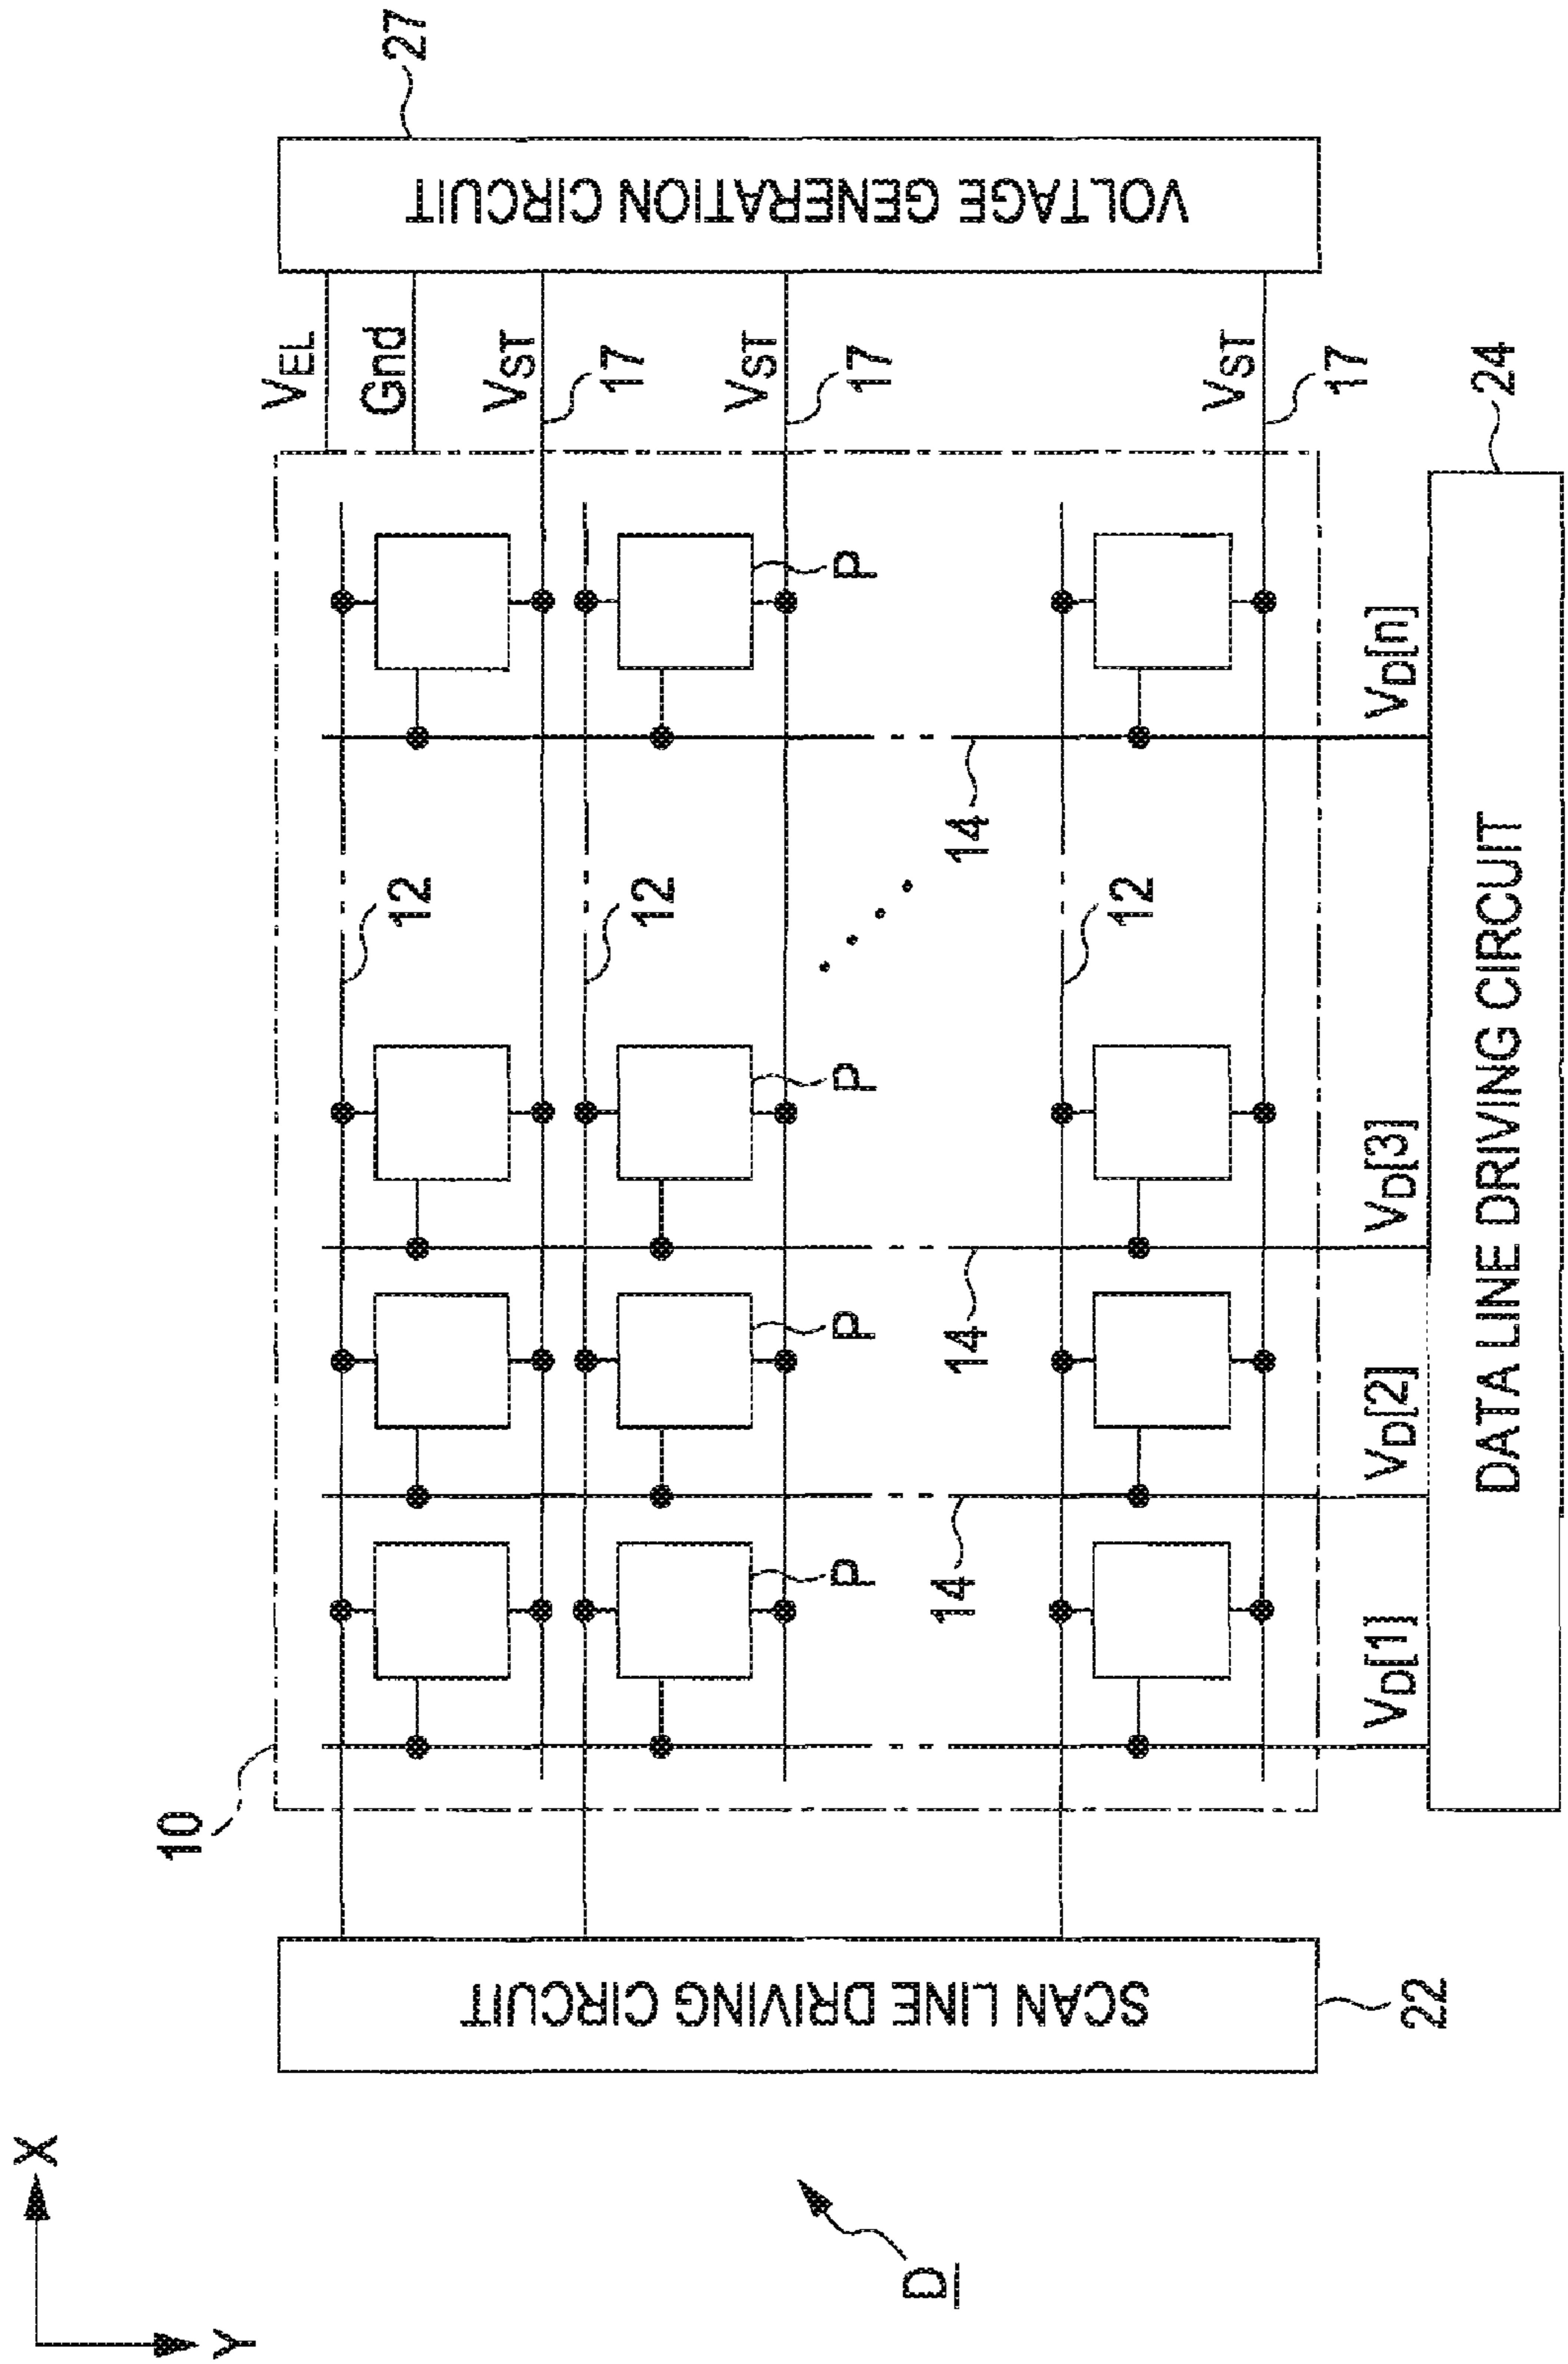 X
Y
D
10
22
SCAN LINE DRIVING CIRCUIT
12
12
12
P
P
P
P
14
14
14
VEL
Gnd
VST
17
VST
17
VST
17
27
VOLTAGE GENERATION CIRCUIT
VD[1]
VD[2]
VD[3]
VD[n]
24
DATA LINE DRIVING CIRCUIT